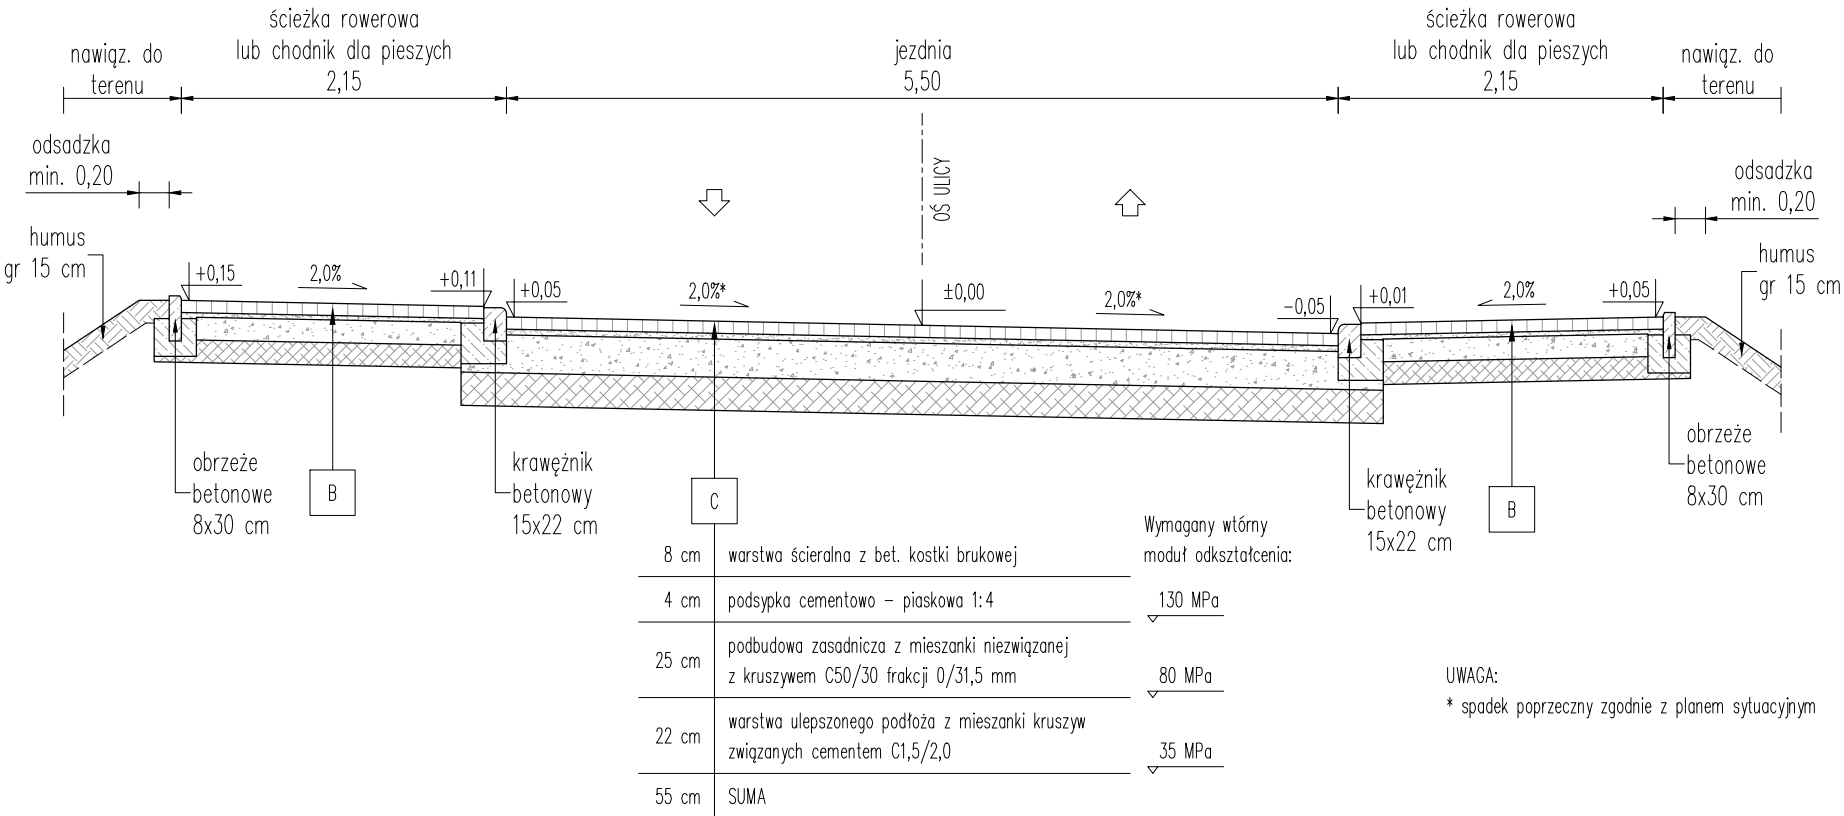 ścieżka rowerowa
lub chodnik dla pieszych
2,15
nawiąz. do
terenu
jezdnia
5,50
ścieżka rowerowa
lub chodnik dla pieszych
2,15
nawiąz. do
terenu
odsadzka
min. 0,20
OŚ ULICY
odsadzka
min. 0,20
humus
gr 15 cm
humus
gr 15 cm
+0,15
2,0%
+0,11
+0,05
2,0%*
±0,00
2,0%*
-0,05
+0,01
2,0%
+0,05
obrzeże
betonowe
8x30 cm
B
krawężnik
betonowy
15x22 cm
C
krawężnik
betonowy
15x22 cm
B
obrzeże
betonowe
8x30 cm
Wymagany wtórny
moduł odkształcenia:
8 cm warstwa ścieralna z bet. kostki brukowej
4 cm podsypka cementowo – piaskowa 1:4 130 MPa
podbudowa zasadnicza z mieszanki niezwiązanej
25 cm
z kruszywem C50/30 frakcji 0/31,5 mm 80 MPa
warstwa ulepszonego podłoża z mieszanki kruszyw
22 cm
związanych cementem C1,5/2,0 35 MPa
55 cm SUMA
UWAGA:
* spadek poprzeczny zgodnie z planem sytuacyjnym